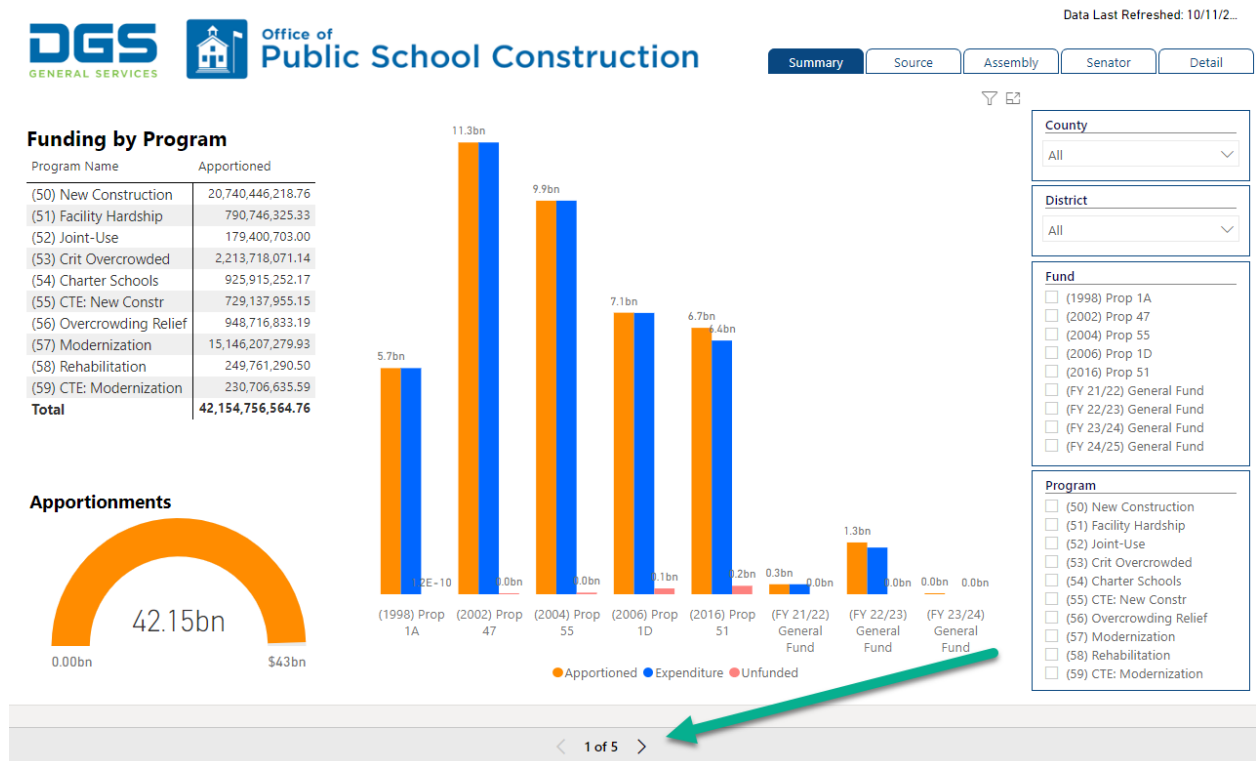 Data Last Refreshed: 10/11/2...
DGS
GENERAL SERVICES
Office of
Public School Construction
Summary
Source
Assembly
Senator
Detail
Funding by Program
Program Name Apportioned
(50) New Construction 20,740,446,218.76
(51) Facility Hardship 790,746,325.33
(52) Joint-Use 179,400,703.00
(53) Crit Overcrowded 2,213,718,071.14
(54) Charter Schools 925,915,252.17
(55) CTE: New Constr 729,137,955.15
(56) Overcrowding Relief 948,716,833.19
(57) Modernization 15,146,207,279.93
(58) Rehabilitation 249,761,290.50
(59) CTE: Modernization 230,706,635.59
Total 42,154,756,564.76
Apportionments
42.15bn
0.00bn $43bn
11.3bn
9.9bn
7.1bn
6.7bn
6.4bn
5.7bn
1.3bn
0.0bn
0.0bn
0.1bn
0.2bn
0.3bn
0.0bn
0.0bn
0.0bn
0.0bn
(1998) Prop
1A
(2002) Prop
47
(2004) Prop
55
(2006) Prop
1D
(2016) Prop
51
(FY 21/22)
General
Fund
(FY 22/23)
General
Fund
(FY 23/24)
General
Fund
Apportioned Expenditure Unfunded
County
All
District
All
Fund
(1998) Prop 1A
(2002) Prop 47
(2004) Prop 55
(2006) Prop 1D
(2016) Prop 51
(FY 21/22) General Fund
(FY 22/23) General Fund
(FY 23/24) General Fund
(FY 24/25) General Fund
Program
(50) New Construction
(51) Facility Hardship
(52) Joint-Use
(53) Crit Overcrowded
(54) Charter Schools
(55) CTE: New Constr
(56) Overcrowding Relief
(57) Modernization
(58) Rehabilitation
(59) CTE: Modernization
1 of 5